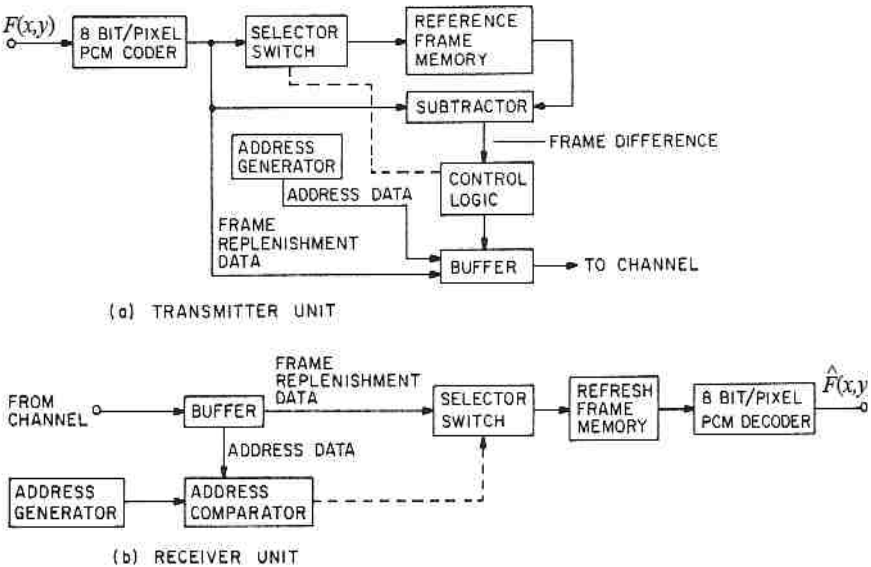 F(x,y)
8 BIT/PIXEL
PCM CODER
SELECTOR
SWITCH
REFERENCE
FRAME
MEMORY
SUBTRACTOR
FRAME DIFFERENCE
ADDRESS
GENERATOR
CONTROL
LOGIC
ADDRESS DATA
FRAME
REPLENISHMENT
DATA
BUFFER
TO CHANNEL
(a) TRANSMITTER UNIT
FROM
CHANNEL
BUFFER
FRAME
REPLENISHMENT
DATA
SELECTOR
SWITCH
REFRESH
FRAME
MEMORY
8 BIT/PIXEL
PCM DECODER
F̂(x,y
ADDRESS DATA
ADDRESS
GENERATOR
ADDRESS
COMPARATOR
(b) RECEIVER UNIT